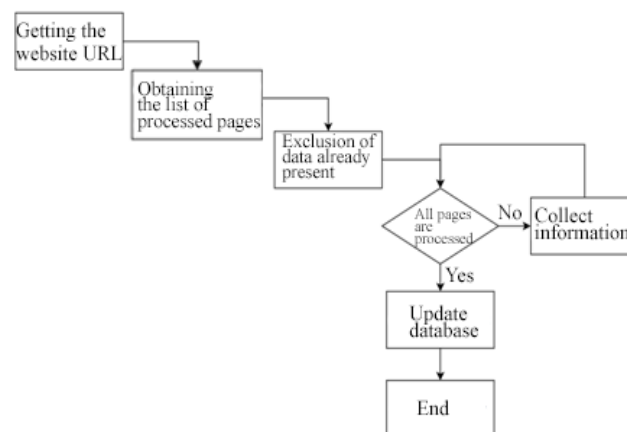 Getting the
website URL
Obtaining
the list of
processed pages
Exclusion of
data already
present
All pages
are
processed
No
Collect
information
Yes
Update
database
End